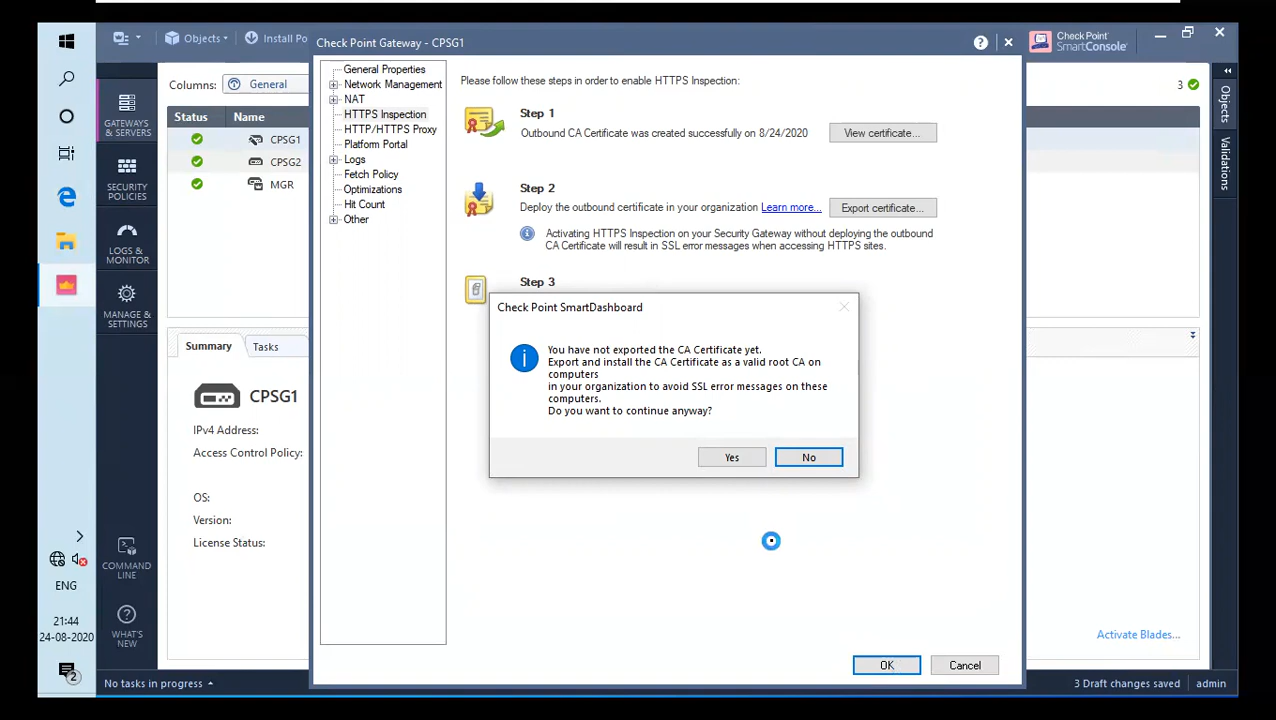 Objects
Install Po
Check Point Gateway - CPSG1
Check Point
SmartConsole
Columns:
General
3
Status
Name
CPSG1
CPSG2
MGR
GATEWAYS
& SERVERS
SECURITY
POLICIES
LOGS &
MONITOR
MANAGE &
SETTINGS
COMMAND
LINE
WHAT'S
NEW
General Properties
Network Management
NAT
HTTPS Inspection
HTTP/HTTPS Proxy
Platform Portal
Logs
Fetch Policy
Optimizations
Hit Count
Other
Please follow these steps in order to enable HTTPS Inspection:
Step 1
Outbound CA Certificate was created successfully on 8/24/2020
View certificate...
Step 2
Deploy the outbound certificate in your organization Learn more...
Export certificate...
Activating HTTPS Inspection on your Security Gateway without deploying the outbound
CA Certificate will result in SSL error messages when accessing HTTPS sites.
Step 3
Check Point SmartDashboard
You have not exported the CA Certificate yet.
Export and install the CA Certificate as a valid root CA on
computers
in your organization to avoid SSL error messages on these
computers.
Do you want to continue anyway?
Yes
No
OK
Cancel
Summary
Tasks
CPSG1
IPv4 Address:
Access Control Policy:
OS:
Version:
License Status:
Objects
Validations
Activate Blades...
ENG
21:44
24-08-2020
2
No tasks in progress
3 Draft changes saved
admin